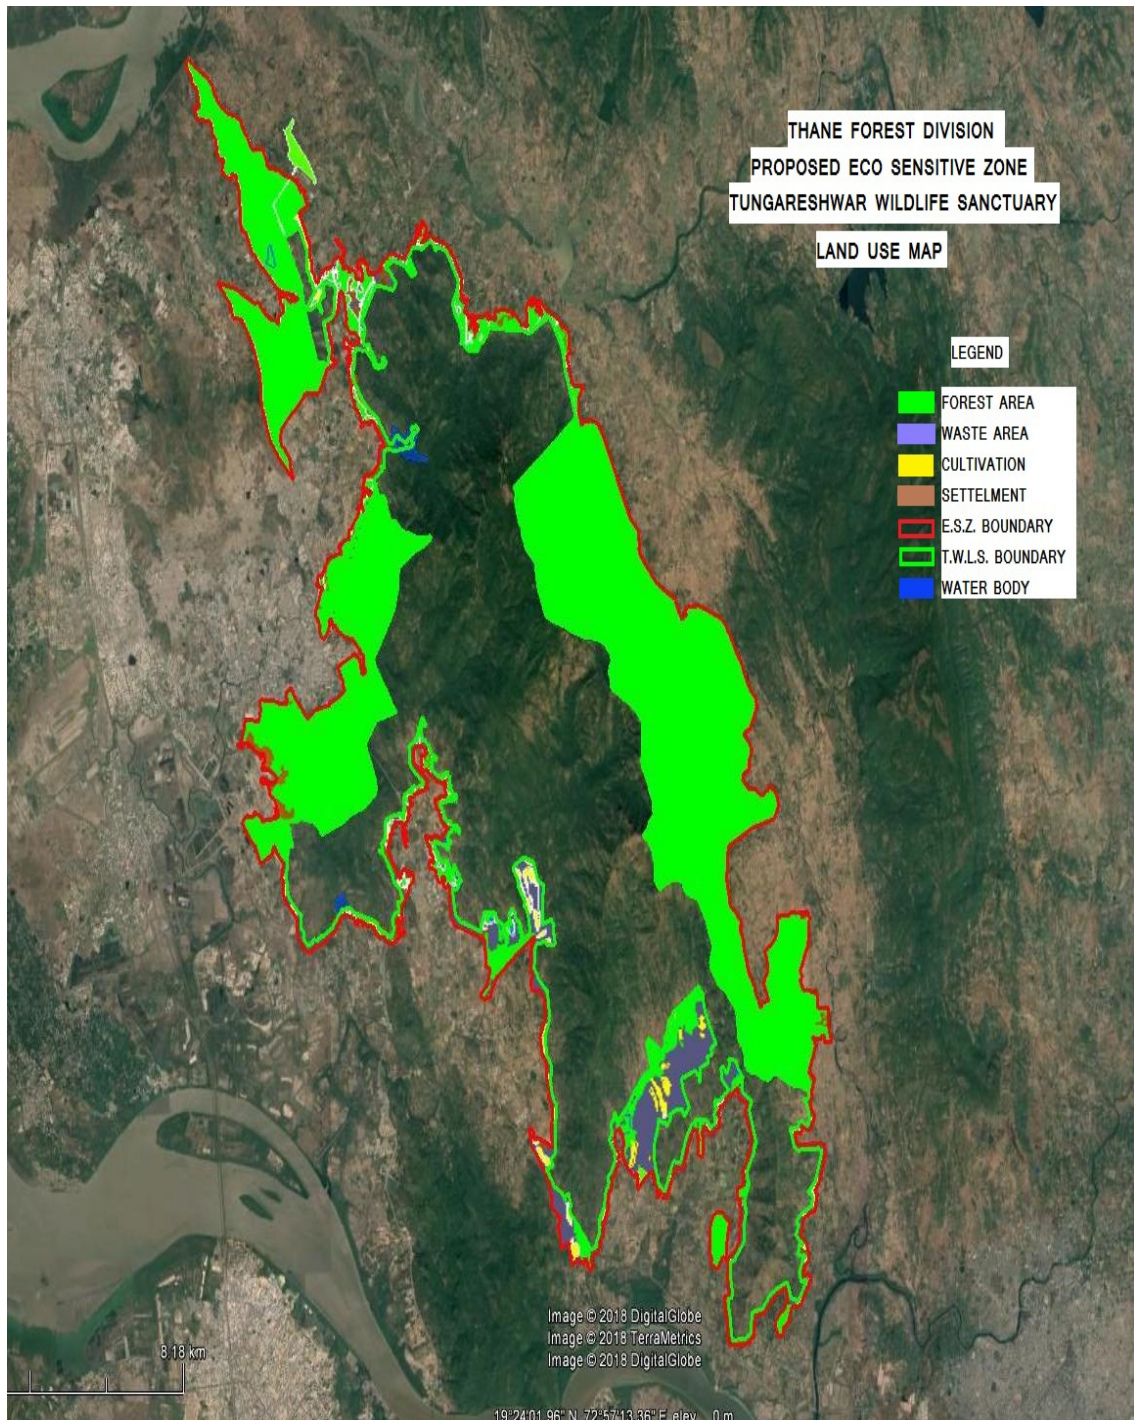 THANE FOREST DIVISION
PROPOSED ECO SENSITIVE ZONE
TUNGARESHWAR WILDLIFE SANCTUARY
LAND USE MAP
LEGEND
FOREST AREA
WASTE AREA
CULTIVATION
SETTELMENT
E.S.Z. BOUNDARY
T.W.L.S. BOUNDARY
WATER BODY
Image © 2018 DigitalGlobe
Image © 2018 TerraMetrics
Image © 2018 DigitalGlobe
8.18 km
19°24'01.96" N 72°57'13.36" E elev 0 m